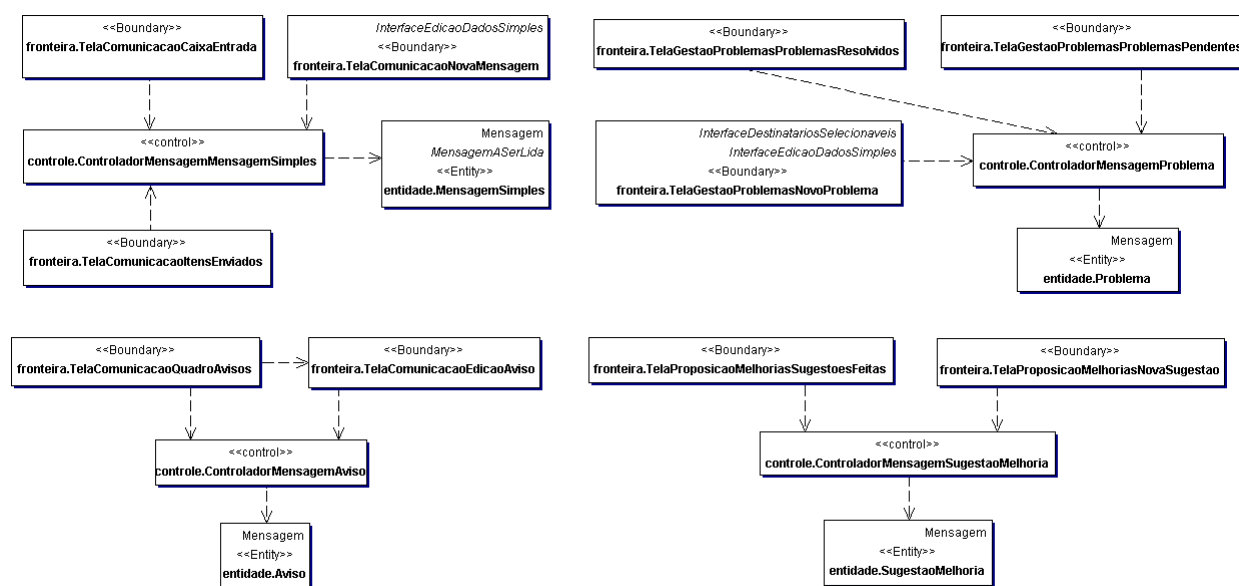 <<Boundary>>
fronteira.TelaComunicacaoCaixaEntrada
InterfaceEdicaoDadosSimples
<<Boundary>>
fronteira.TelaComunicacaoNovaMensagem
<<control>>
controle.ControladorMensagemMensagemSimples
Mensagem
MensagemASerLida
<<Entity>>
entidade.MensagemSimples
<<Boundary>>
fronteira.TelaComunicacaoItensEnviados
<<Boundary>>
fronteira.TelaGestaoProblemasProblemasResolvidos
<<Boundary>>
fronteira.TelaGestaoProblemasProblemasPendentes
InterfaceDestinatariosSelecionaveis
InterfaceEdicaoDadosSimples
<<Boundary>>
fronteira.TelaGestaoProblemasNovoProblema
<<control>>
controle.ControladorMensagemProblema
Mensagem
<<Entity>>
entidade.Problema
<<Boundary>>
fronteira.TelaComunicacaoQuadroAvisos
<<Boundary>>
fronteira.TelaComunicacaoEdicaoAviso
<<control>>
controle.ControladorMensagemAviso
Mensagem
<<Entity>>
entidade.Aviso
<<Boundary>>
fronteira.TelaProposicaoMelhoriasSugestoesFeitas
<<Boundary>>
fronteira.TelaProposicaoMelhoriasNovaSugestao
<<control>>
controle.ControladorMensagemSugestaoMelhoria
Mensagem
<<Entity>>
entidade.SugestaoMelhoria